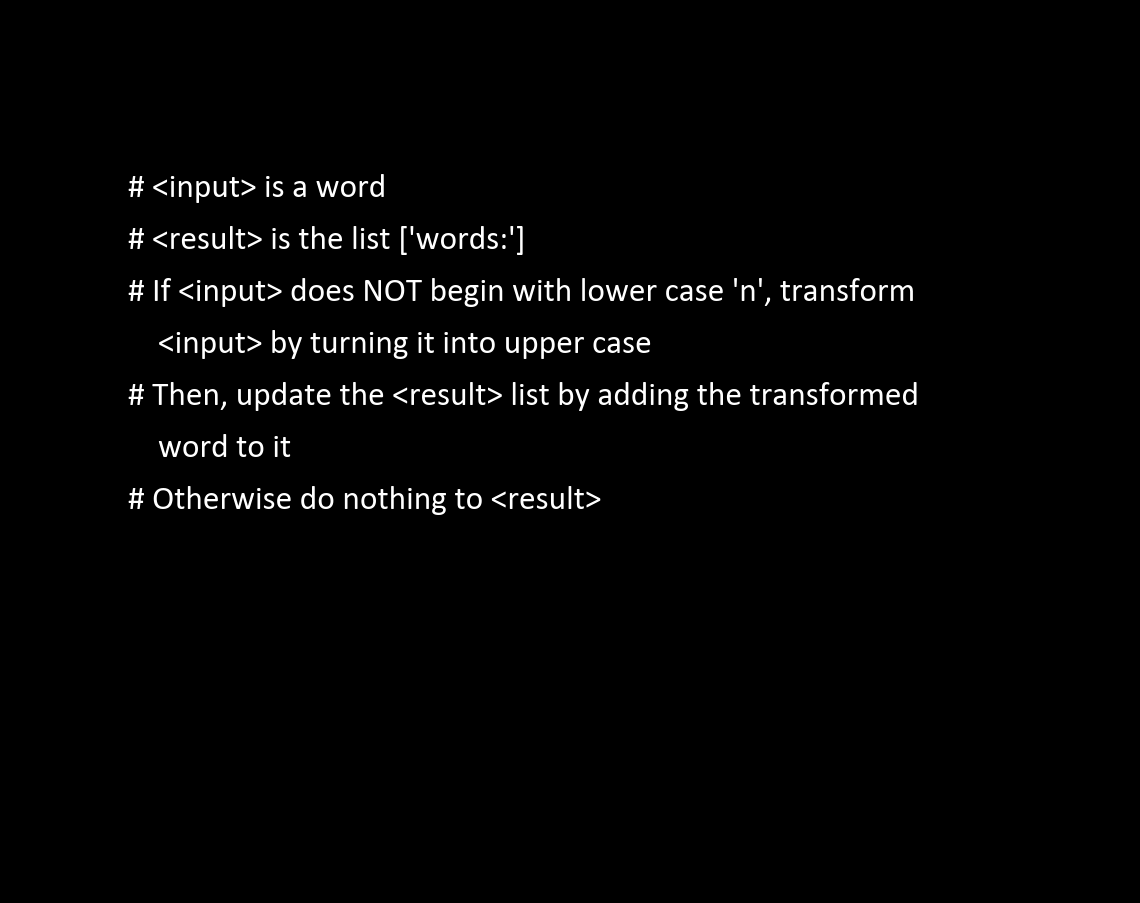 # <input> is a word
# <result> is the list ['words:']
# If <input> does NOT begin with lower case 'n', transform
<input> by turning it into upper case
# Then, update the <result> list by adding the transformed
word to it
# Otherwise do nothing to <result>